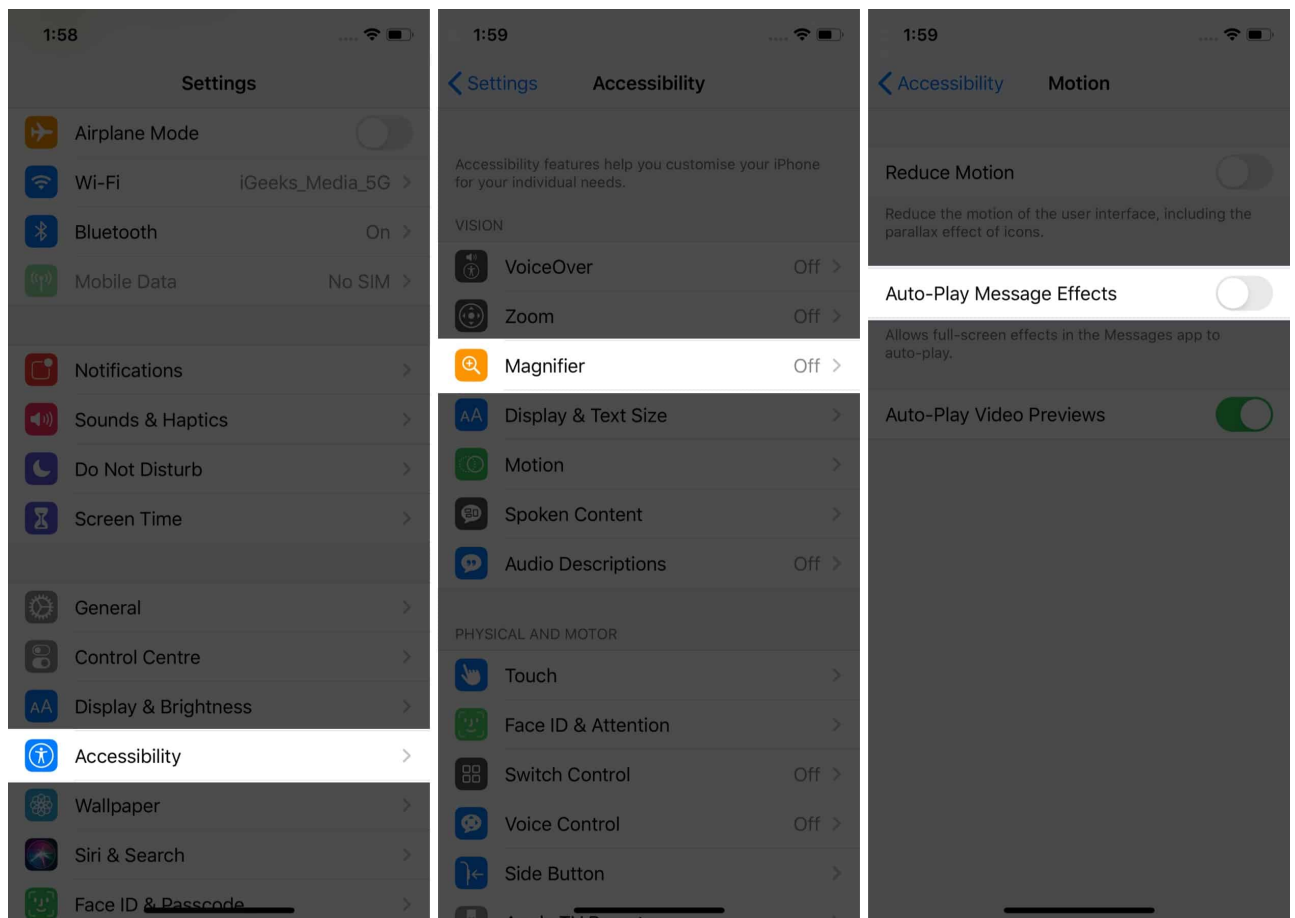 1:58
Settings
Airplane Mode
Wi-Fi iGeeks_Media_5G
Bluetooth On
Mobile Data No SIM
Notifications
Sounds & Haptics
Do Not Disturb
Screen Time
General
Control Centre
AA Display & Brightness
Accessibility
Wallpaper
Siri & Search
Face ID & Passcode
1:59
Settings Accessibility
Accessibility features help you customise your iPhone
for your individual needs.
VISION
VoiceOver Off
Zoom Off
Magnifier Off
AA Display & Text Size
Motion
Spoken Content
Audio Descriptions Off
PHYSICAL AND MOTOR
Touch
Face ID & Attention
Switch Control Off
Voice Control Off
Side Button
1:59
Accessibility Motion
Reduce Motion
Reduce the motion of the user interface, including the
parallax effect of icons.
Auto-Play Message Effects
Allows full-screen effects in the Messages app to
auto-play.
Auto-Play Video Previews